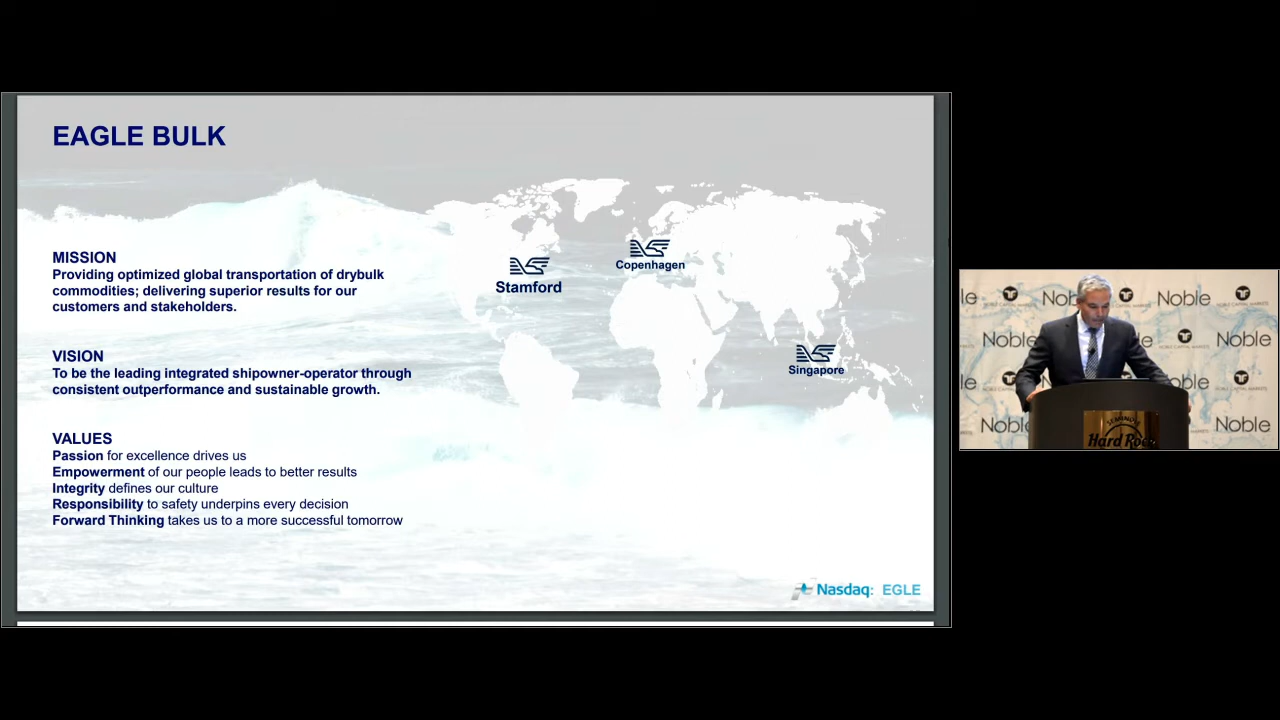 EAGLE BULK
MISSION
Providing optimized global transportation of drybulk
commodities; delivering superior results for our
customers and stakeholders.
VISION
To be the leading integrated shipowner-operator through
consistent outperformance and sustainable growth.
VALUES
Passion for excellence drives us
Empowerment of our people leads to better results
Integrity defines our culture
Responsibility to safety underpins every decision
Forward Thinking takes us to a more successful tomorrow
Stamford
Copenhagen
Singapore
Nasdaq: EGLE
Noble
Noble
Noble
Noble
Noble
SEMINOLE
Hard Rock